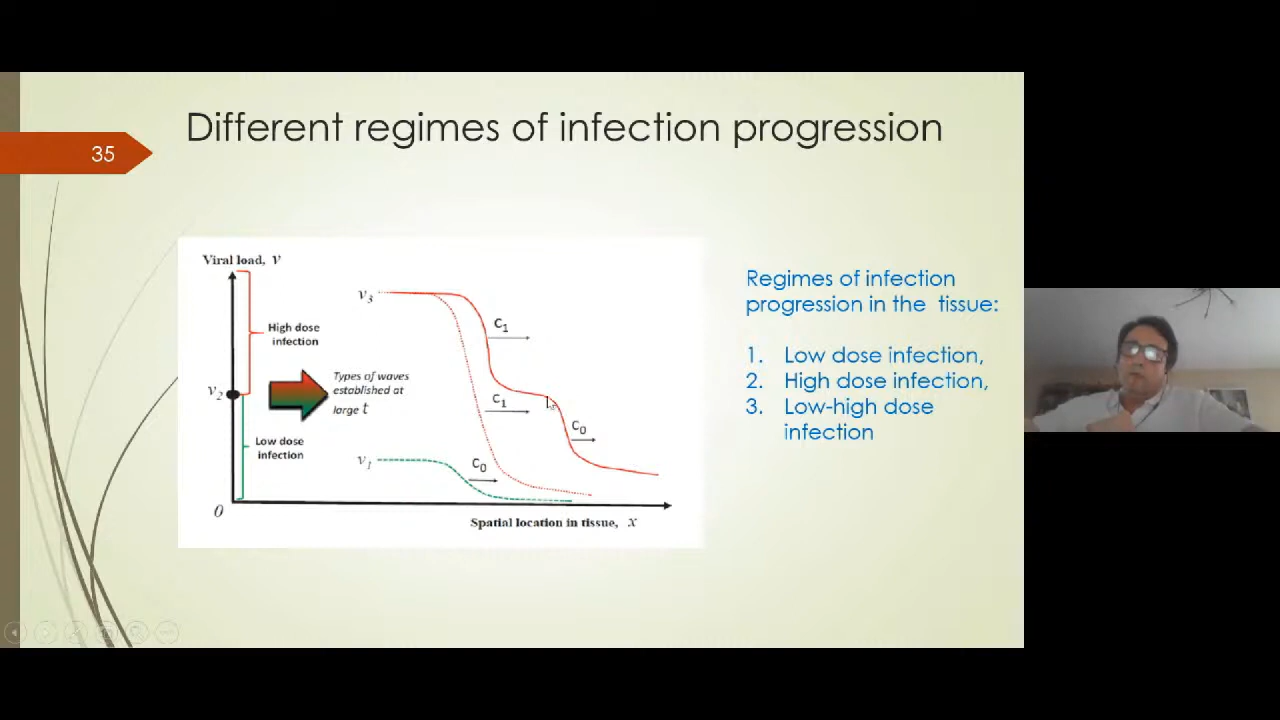 Different regimes of infection progression
35
Viral load, v
v3
High dose
infection
C1
v2
Types of waves
established at
large t
C1
C0
Low dose
infection
v1
C0
0
Spatial location in tissue, x
Regimes of infection
progression in the tissue:
1. Low dose infection,
2. High dose infection,
3. Low-high dose
infection